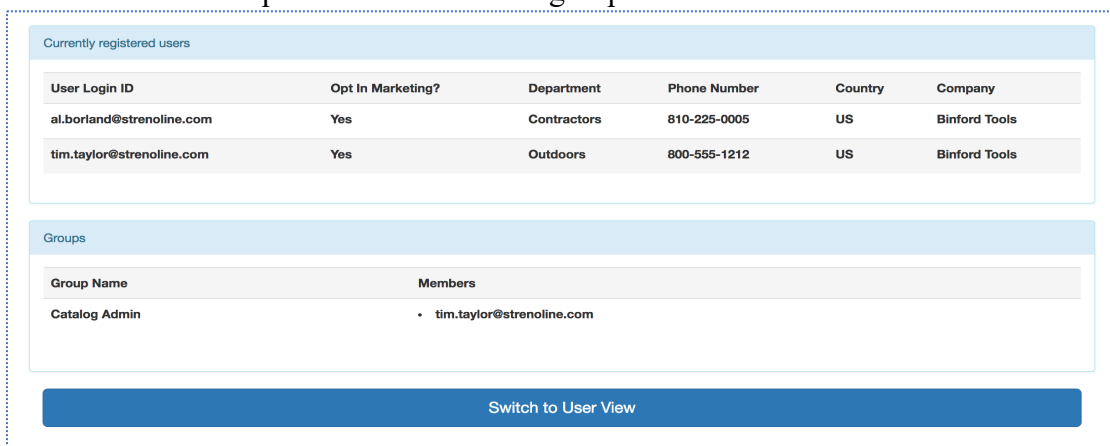 Currently registered users
User Login ID Opt In Marketing? Department Phone Number Country Company
al.borland@strenoline.com Yes Contractors 810-225-0005 US Binford Tools
tim.taylor@strenoline.com Yes Outdoors 800-555-1212 US Binford Tools
Groups
Group Name Members
Catalog Admin • tim.taylor@strenoline.com
Switch to User View